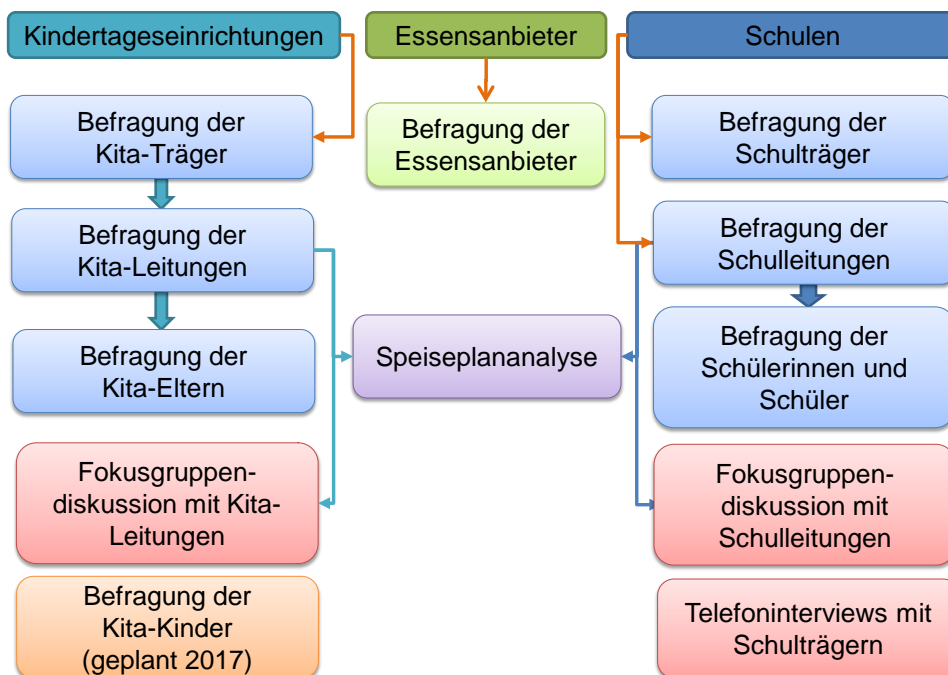 Kindertageseinrichtungen
Essensanbieter
Schulen
Befragung der
Kita-Träger
Befragung der
Essensanbieter
Befragung der
Schulträger
Befragung der
Kita-Leitungen
Befragung der
Schulleitungen
Befragung der
Kita-Eltern
Speiseplananalyse
Befragung der
Schülerinnen und
Schüler
Fokusgruppen-
diskussion mit Kita-
Leitungen
Fokusgruppen-
diskussion mit
Schulleitungen
Befragung der
Kita-Kinder
(geplant 2017)
Telefoninterviews mit
Schulträgern